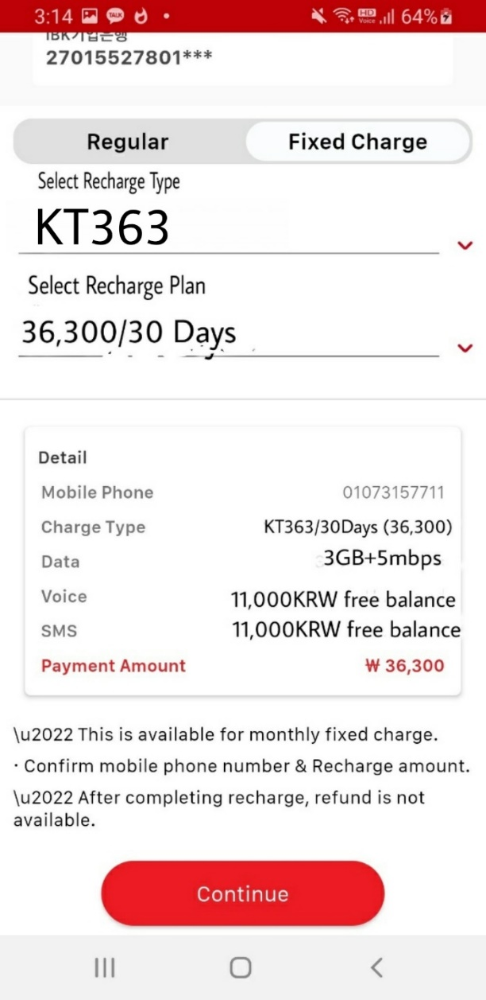 3:14 TALK HD Voice 64%
IBK기업은행
27015527801***
Regular Fixed Charge
Select Recharge Type
KT363
Select Recharge Plan
36,300/30 Days
Detail
Mobile Phone 01073157711
Charge Type KT363/30Days (36,300)
Data 3GB+5mbps
Voice 11,000KRW free balance
SMS 11,000KRW free balance
Payment Amount ₩ 36,300
\u2022 This is available for monthly fixed charge.
· Confirm mobile phone number & Recharge amount.
\u2022 After completing recharge, refund is not
available.
Continue